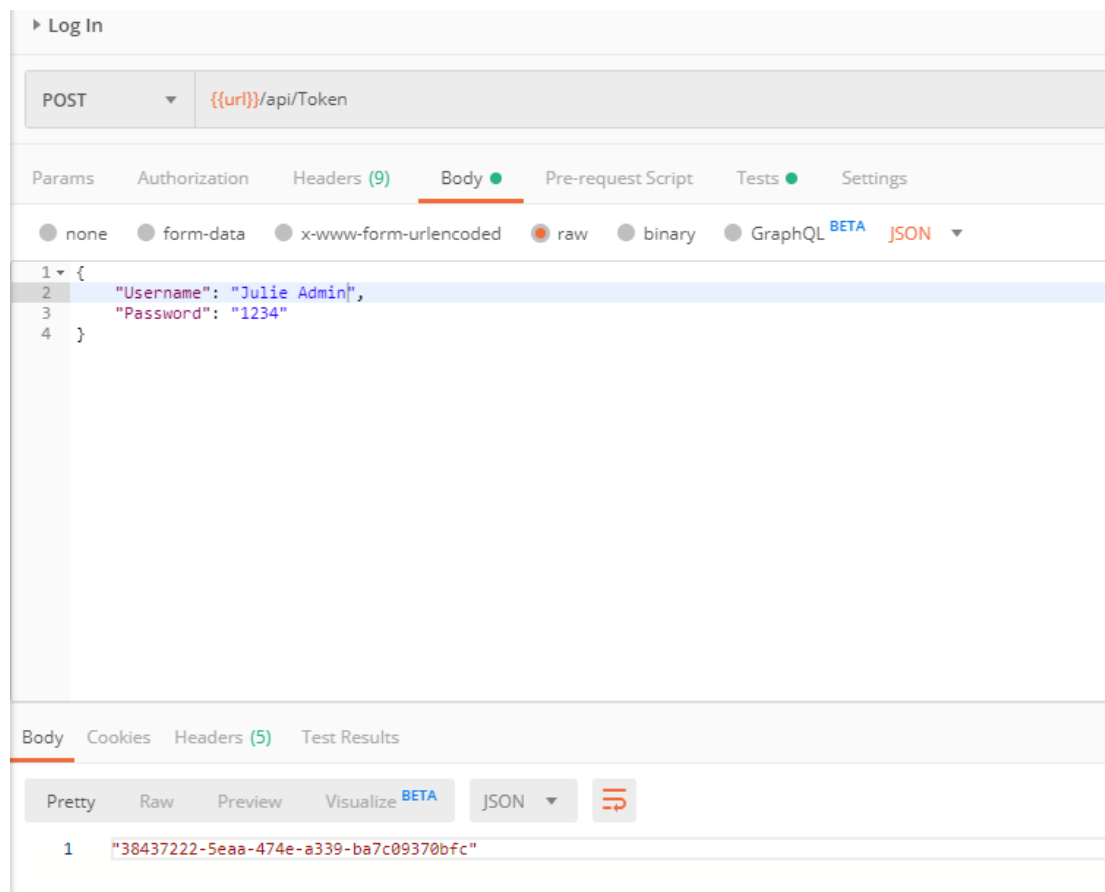 Log In
POST {{url}}/api/Token
Params Authorization Headers (9) Body Pre-request Script Tests Settings
none form-data x-www-form-urlencoded raw binary GraphQL BETA JSON
1 {
2 "Username": "Julie Admin",
3 "Password": "1234"
4 }
Body Cookies Headers (5) Test Results
Pretty Raw Preview Visualize BETA JSON
1 "38437222-5eaa-474e-a339-ba7c09370bfc"